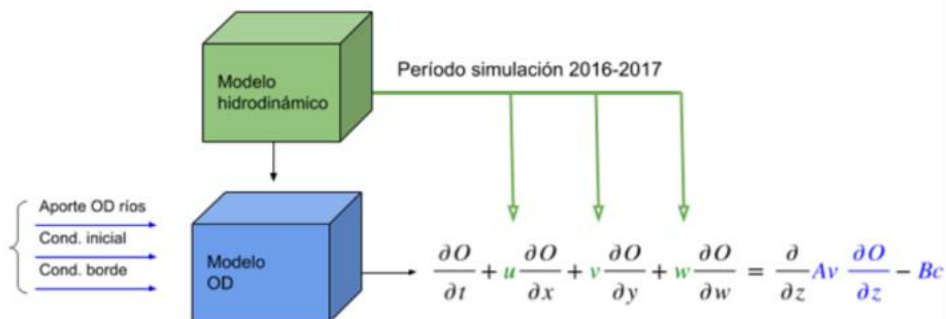 Modelo
hidrodinámico
Período simulación 2016-2017
Aporte OD ríos
Cond. inicial
Cond. borde
Modelo
OD
∂O/∂t + u ∂O/∂x + v ∂O/∂y + w ∂O/∂w = ∂/∂z Av ∂O/∂z − Bc